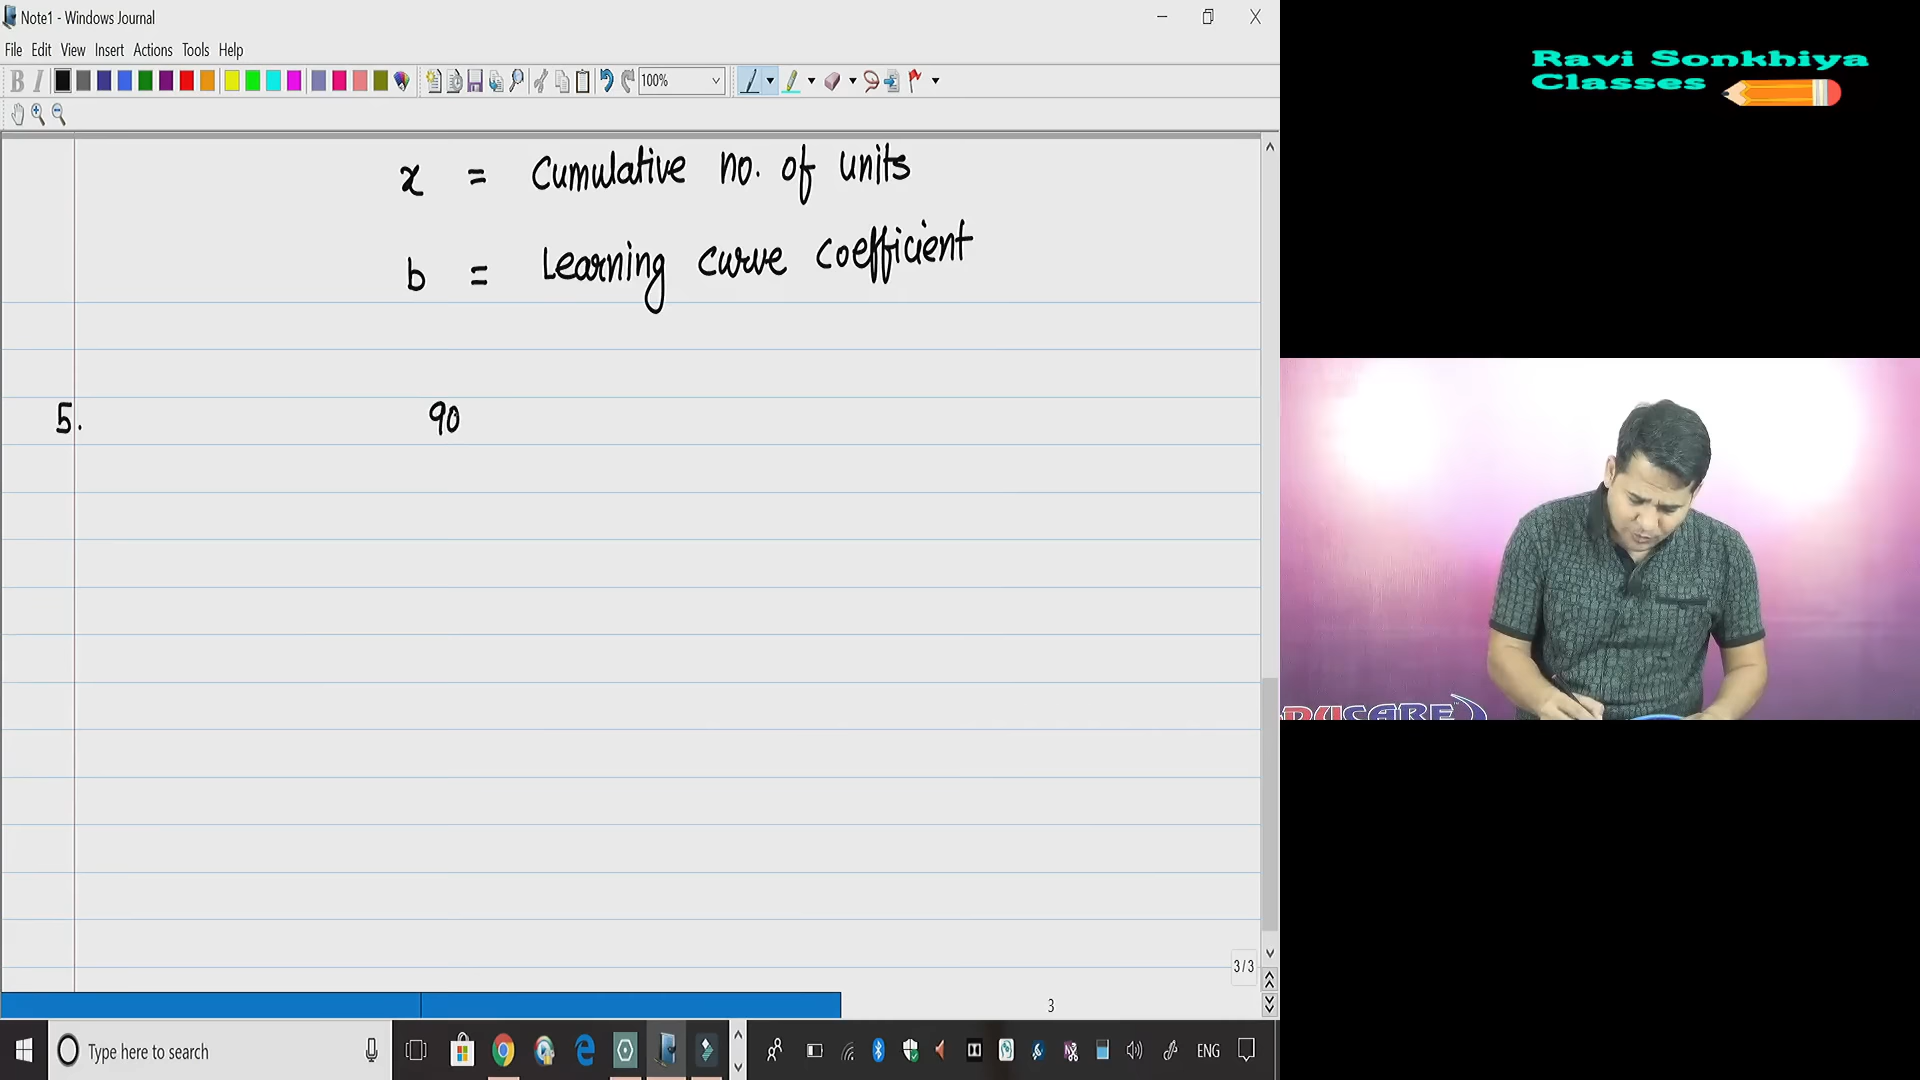 Note1 - Windows Journal
File Edit View Insert Actions Tools Help
100%
x = Cumulative no. of units
b = Learning curve coefficient
5. 90
3/3
3
Type here to search
ENG
Ravi Sonkhiya
Classes